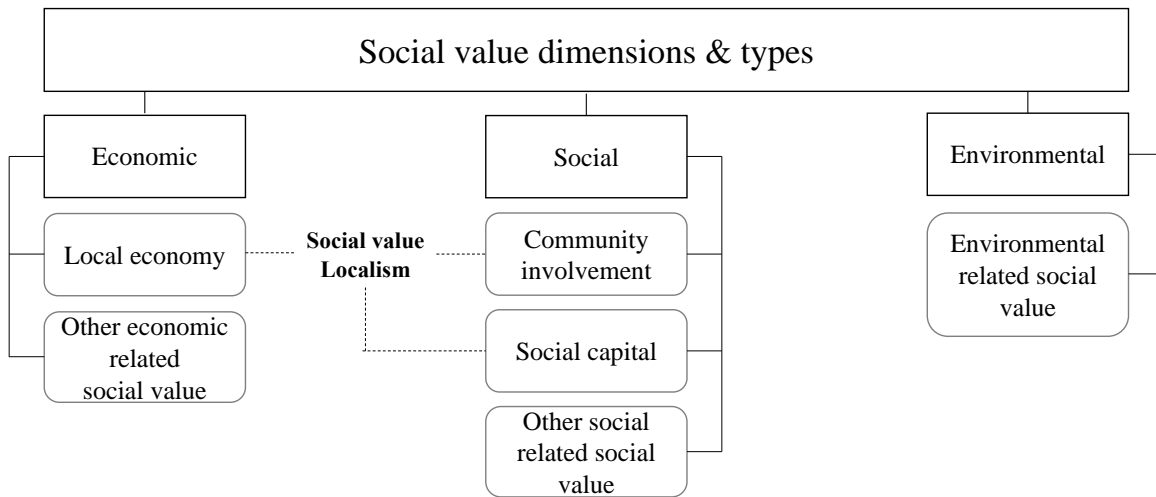 Social value dimensions & types
Economic
Social
Environmental
Local economy
Social value
Localism
Community
involvement
Environmental
related social
value
Other economic
related
social value
Social capital
Other social
related social
value